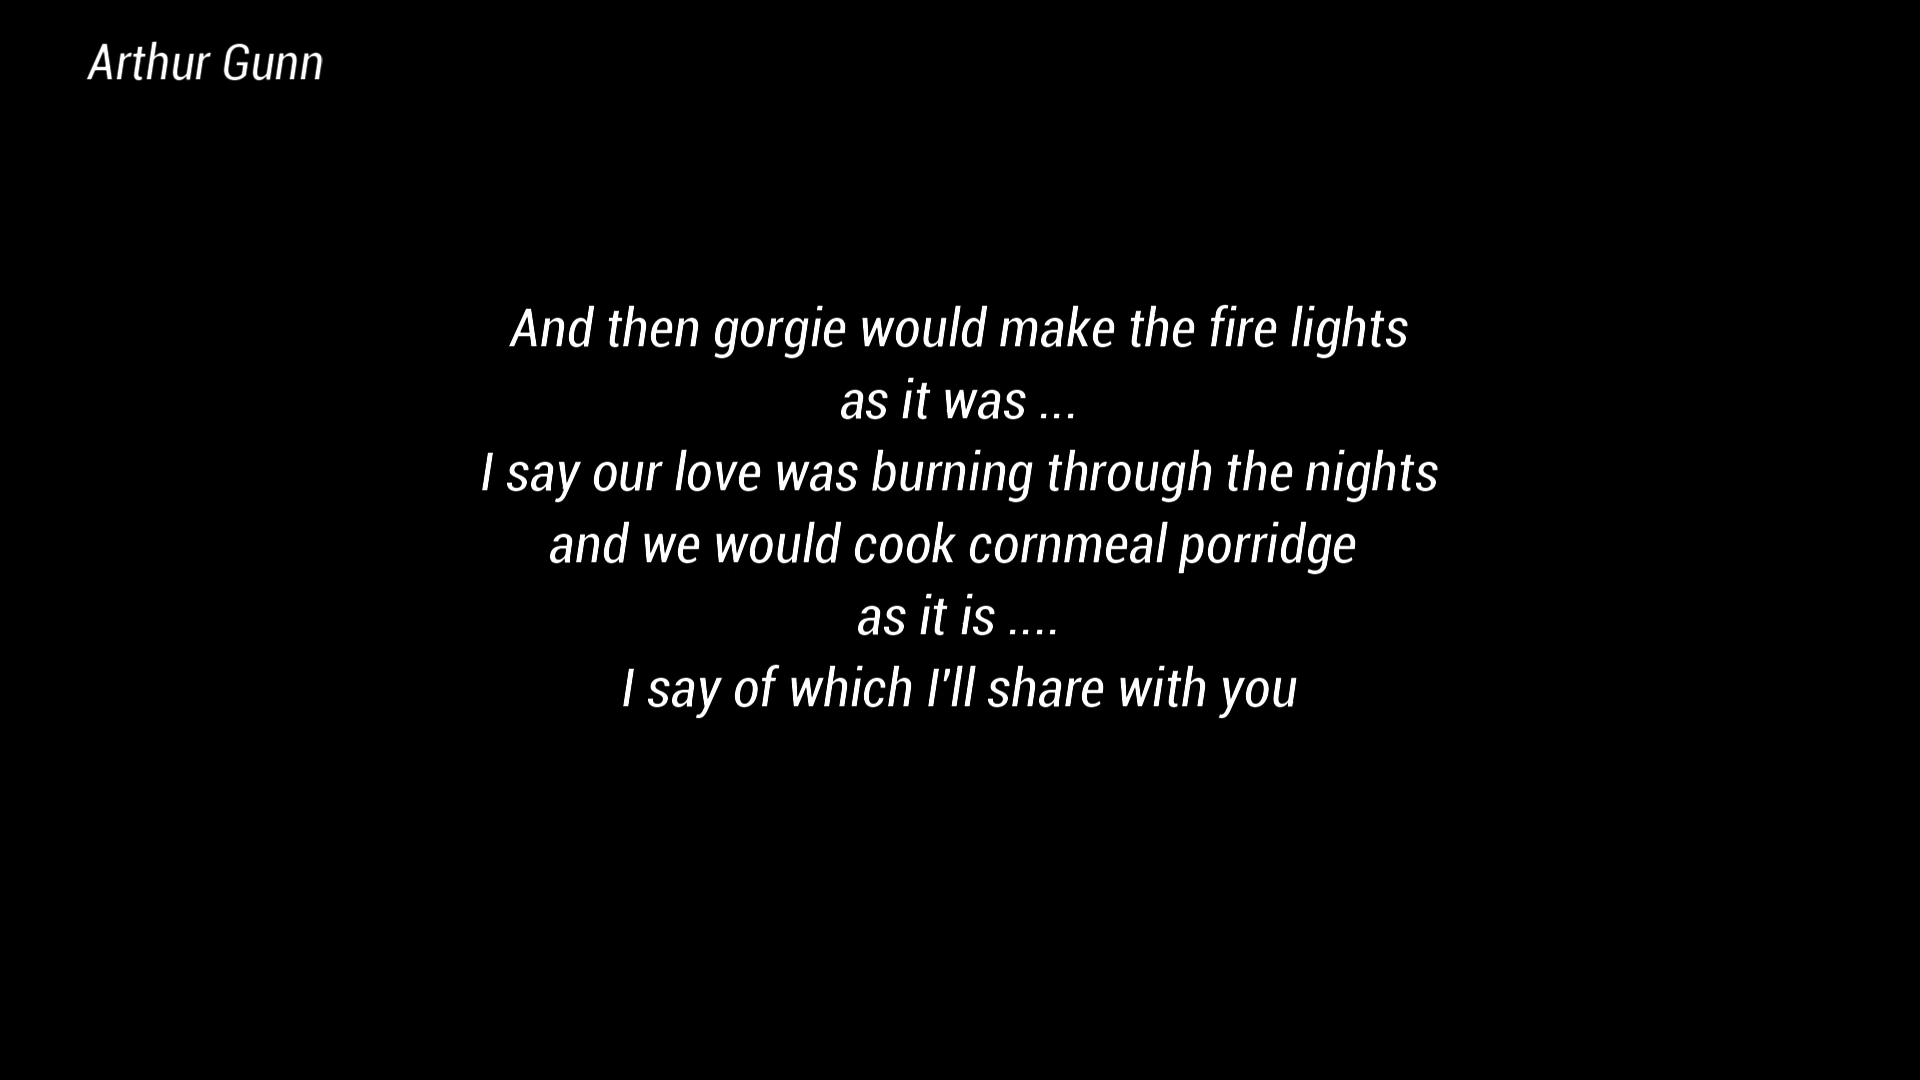 Arthur Gunn
And then gorgie would make the fire lights
as it was ...
I say our love was burning through the nights
and we would cook cornmeal porridge
as it is ....
I say of which I'll share with you